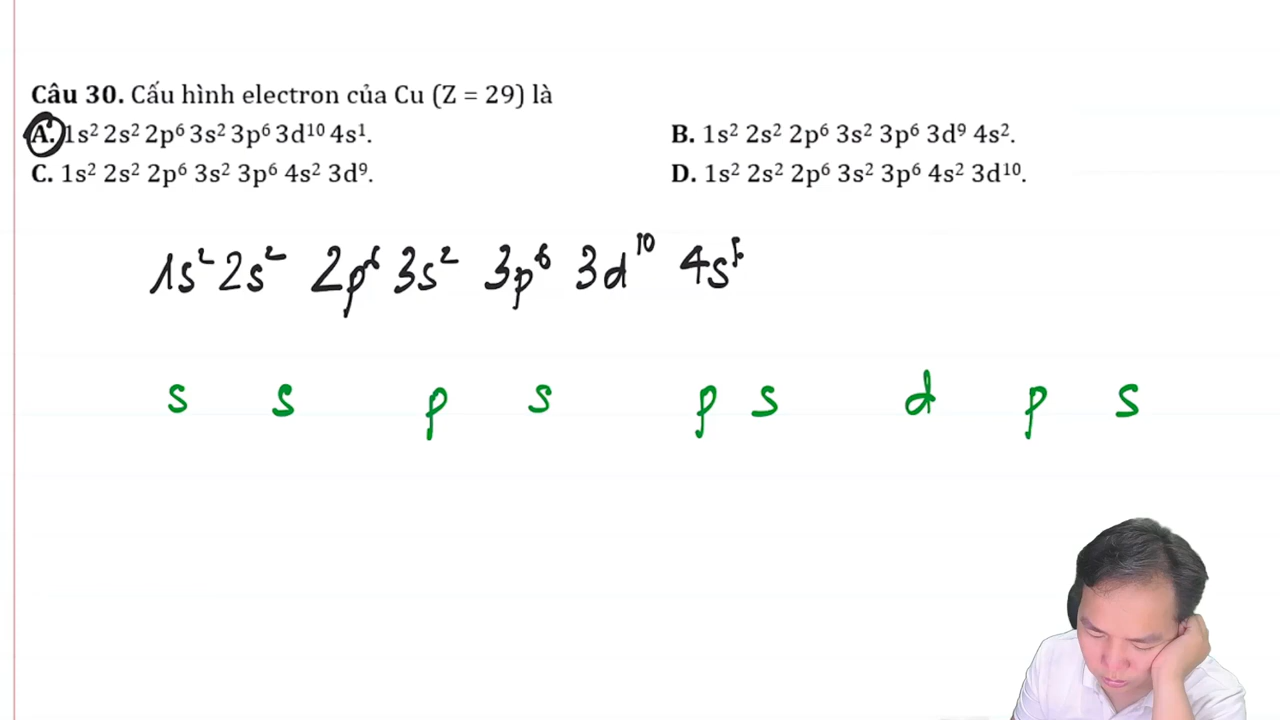 Câu 30. Cấu hình electron của Cu (Z = 29) là
A. 1s² 2s² 2p⁶ 3s² 3p⁶ 3d¹⁰ 4s¹.
B. 1s² 2s² 2p⁶ 3s² 3p⁶ 3d⁹ 4s².
C. 1s² 2s² 2p⁶ 3s² 3p⁶ 4s² 3d⁹.
D. 1s² 2s² 2p⁶ 3s² 3p⁶ 4s² 3d¹⁰.
1s² 2s² 2p⁶ 3s² 3p⁶ 3d¹⁰ 4s¹
s s p s p s d p s